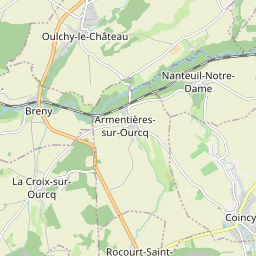 Oulchy-le-Château
Nanteuil-Notre-
Dame
Breny
Armentières-
sur-Ourcq
La Croix-sur-
Ourcq
Coincy
Rocourt-Saint-